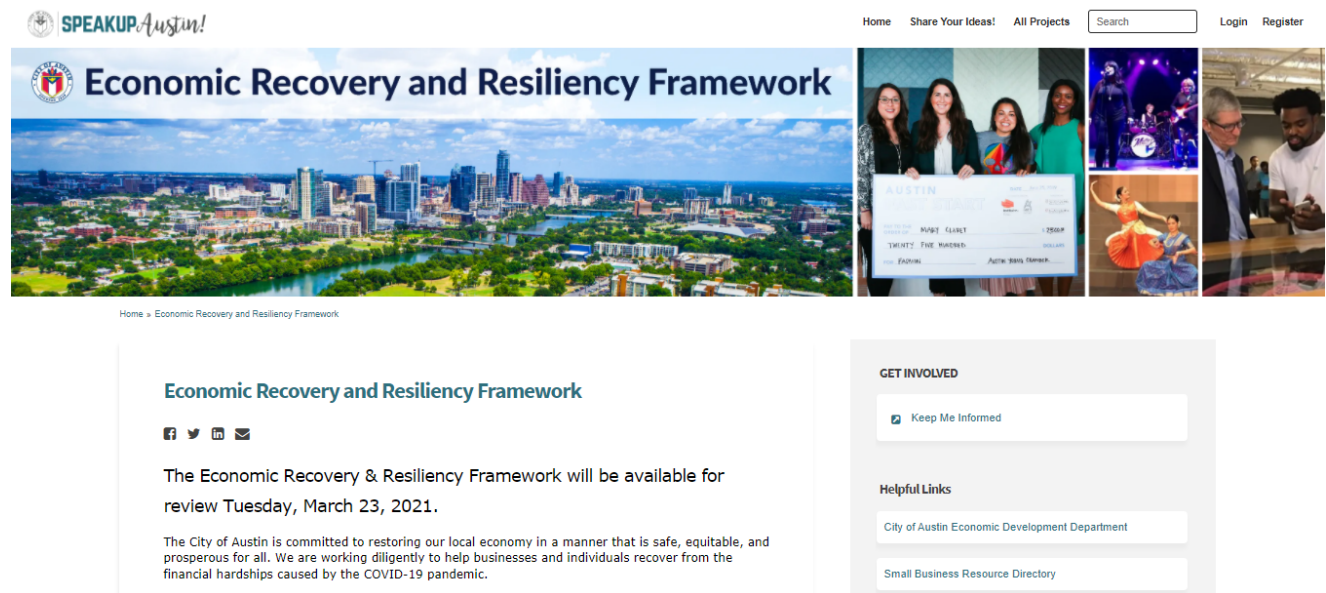 SPEAKUP Austin!
Home Share Your Ideas! All Projects Search Login Register
Economic Recovery and Resiliency Framework
AUSTIN
DATE
MARY CLORET
TWENTY FIVE HUNDRED DOLLARS
FOR
Home » Economic Recovery and Resiliency Framework
Economic Recovery and Resiliency Framework
The Economic Recovery & Resiliency Framework will be available for
review Tuesday, March 23, 2021.
The City of Austin is committed to restoring our local economy in a manner that is safe, equitable, and
prosperous for all. We are working diligently to help businesses and individuals recover from the
financial hardships caused by the COVID-19 pandemic.
GET INVOLVED
Keep Me Informed
Helpful Links
City of Austin Economic Development Department
Small Business Resource Directory